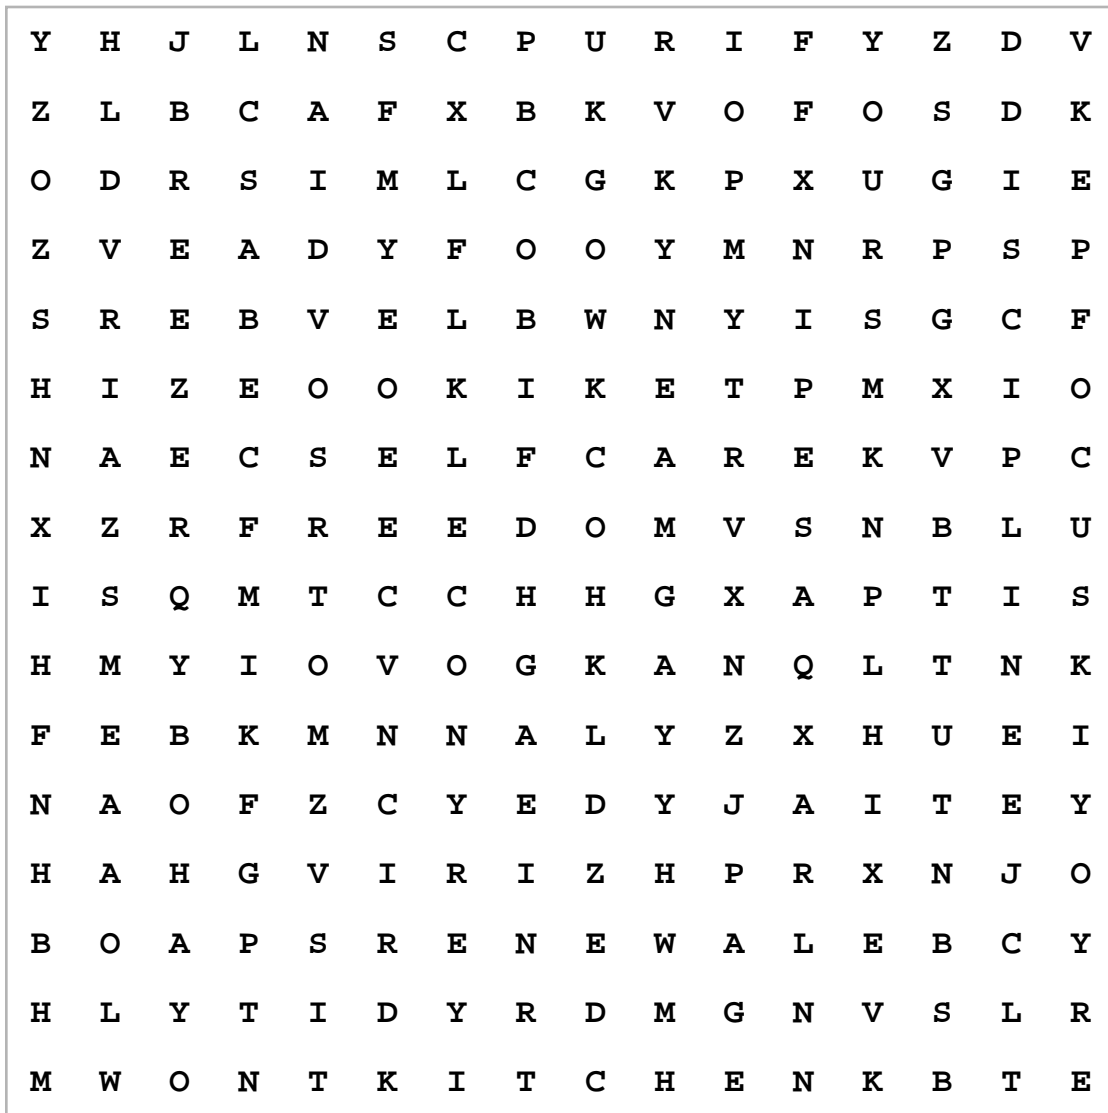 Y H J L N S C P U R I F Y Z D V
Z L B C A F X B K V O F O S D K
O D R S I M L C G K P X U G I E
Z V E A D Y F O O Y M N R P S P
S R E B V E L B W N Y I S G C F
H I Z E O O K I K E T P M X I O
N A E C S E L F C A R E K V P C
X Z R F R E E D O M V S N B L U
I S Q M T C C H H G X A P T I S
H M Y I O V O G K A N Q L T N K
F E B K M N N A L Y Z X H U E I
N A O F Z C Y E D Y J A I T E Y
H A H G V I R I Z H P R X N J O
B O A P S R E N E W A L E B C Y
H L Y T I D Y R D M G N V S L R
M W O N T K I T C H E N K B T E